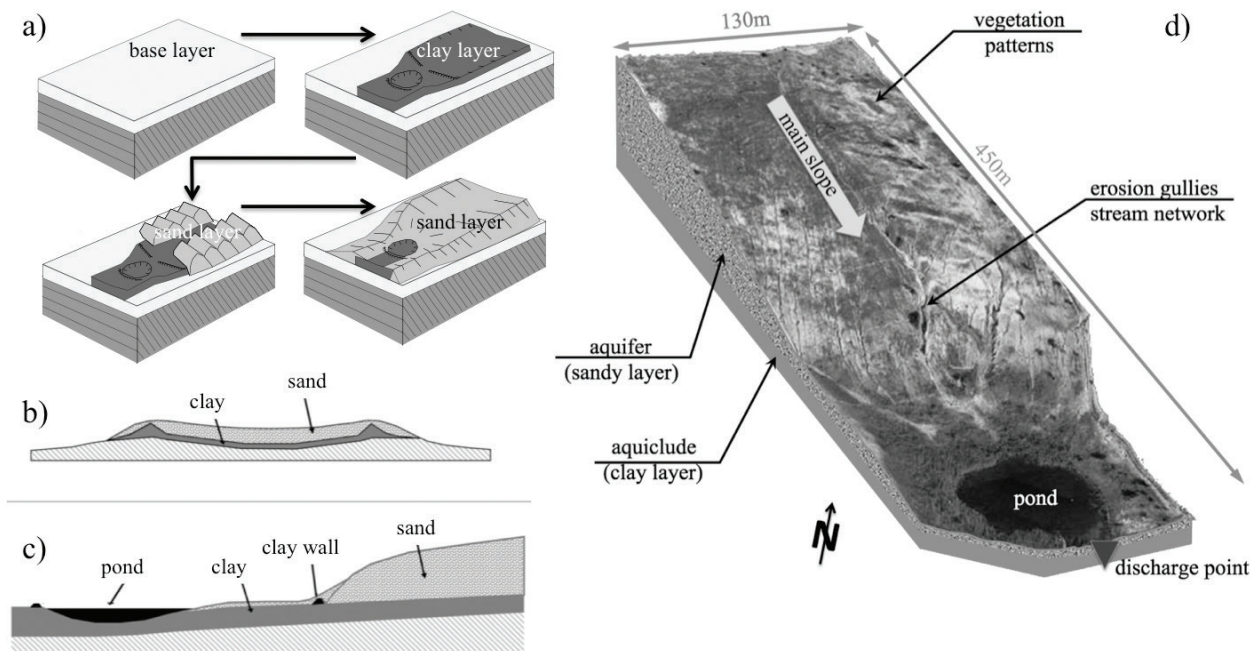 a)
base layer
clay layer
sand layer
sand layer
b)
clay
sand
c)
pond
clay
clay wall
sand
d)
130m
450m
vegetation
patterns
main slope
erosion gullies
stream network
aquifer
(sandy layer)
aquiclude
(clay layer)
N
pond
discharge point